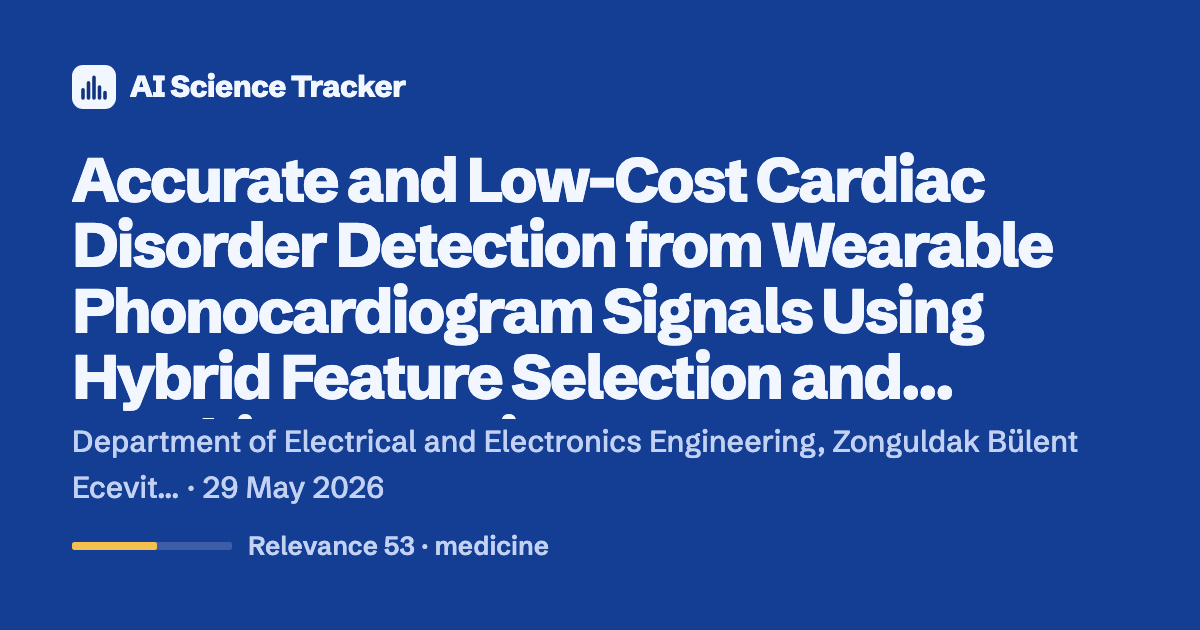 AI Science Tracker
Accurate and Low-Cost Cardiac
Disorder Detection from Wearable
Phonocardiogram Signals Using
Hybrid Feature Selection and...
Department of Electrical and Electronics Engineering, Zonguldak Bülent
Ecevit... · 29 May 2026
Relevance 53 · medicine